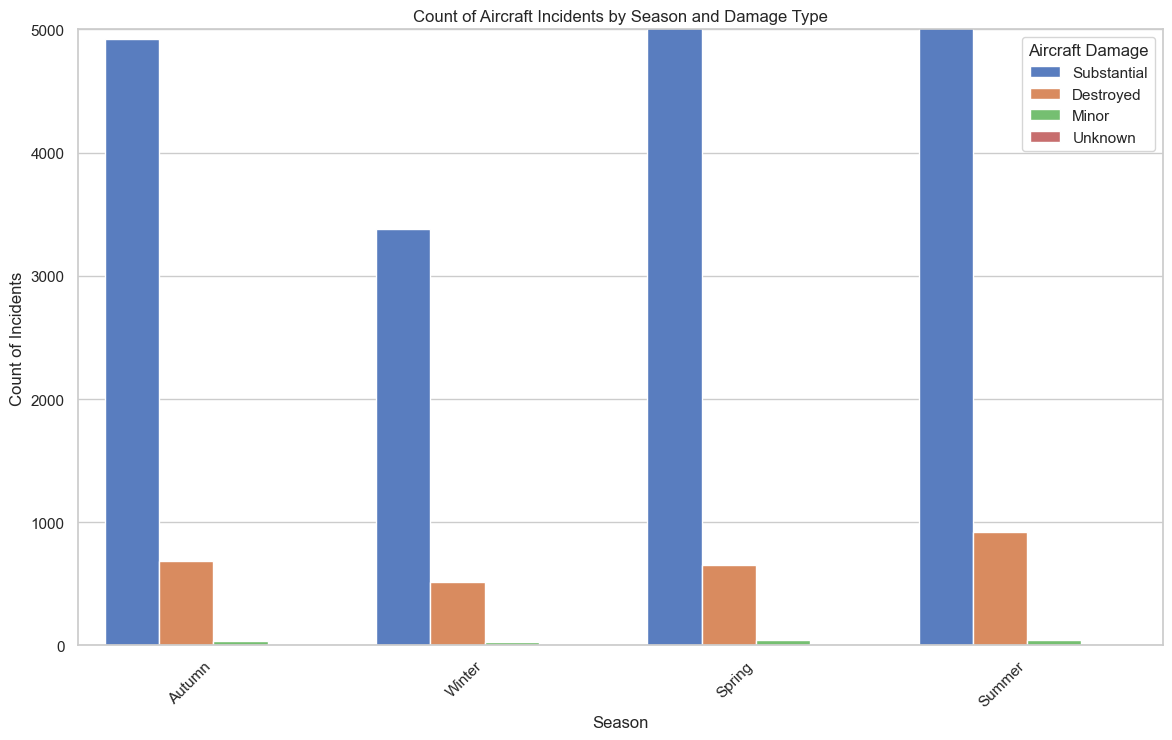 Count of Aircraft Incidents by Season and Damage Type
5000
4000
3000
2000
1000
0
Count of Incidents
Aircraft Damage
Substantial
Destroyed
Minor
Unknown
Autumn
Winter
Spring
Summer
Season